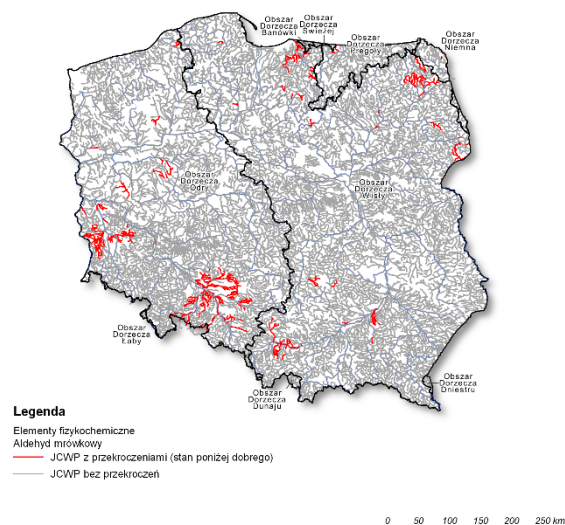 Obszar
Dorzecza
Banówki
Obszar
Dorzecza
Świeżej
Obszar
Dorzecza
Pregoły
Obszar
Dorzecza
Niemna
Obszar
Dorzecza
Odry
Obszar
Dorzecza
Wisły
Obszar
Dorzecza
Łaby
Obszar
Dorzecza
Dunaju
Obszar
Dorzecza
Dniestru
Legenda
Elementy fizykochemiczne
Aldehyd mrówkowy
JCWP z przekroczeniami (stan poniżej dobrego)
JCWP bez przekroczeń
0 50 100 150 200 250 km